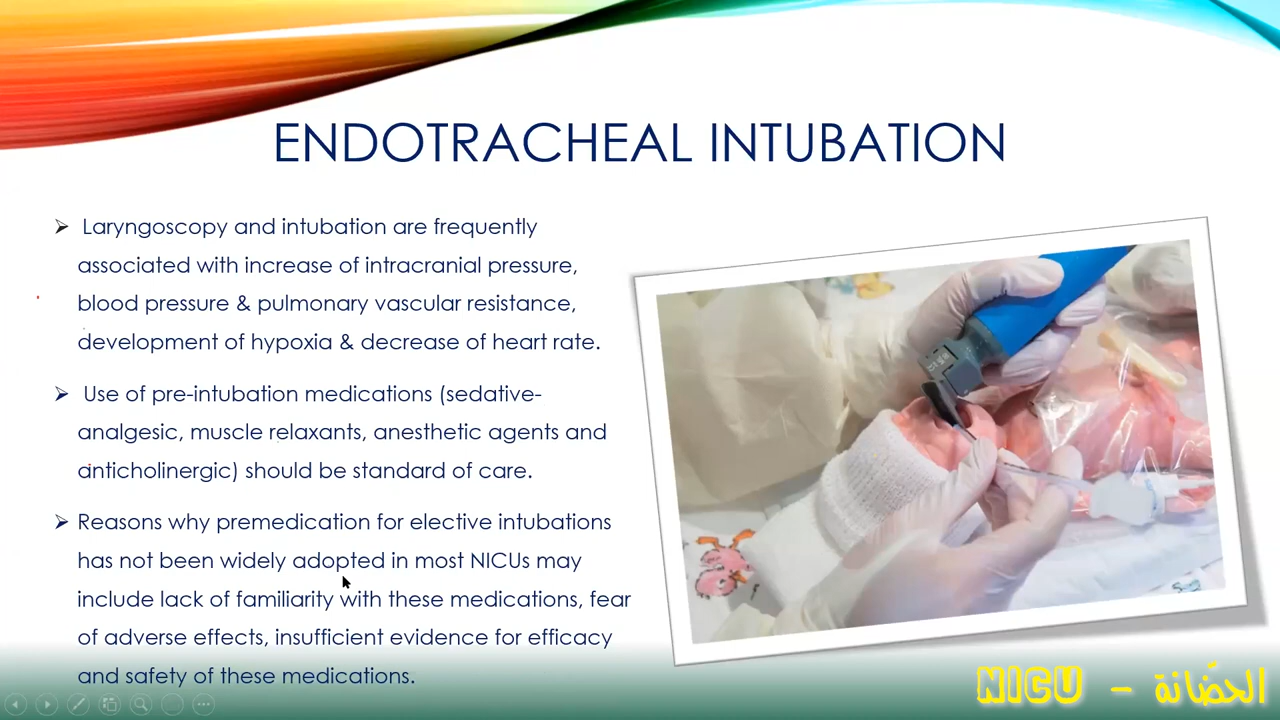 ENDOTRACHEAL INTUBATION
Laryngoscopy and intubation are frequently
associated with increase of intracranial pressure,
blood pressure & pulmonary vascular resistance,
development of hypoxia & decrease of heart rate.
Use of pre-intubation medications (sedative-
analgesic, muscle relaxants, anesthetic agents and
anticholinergic) should be standard of care.
Reasons why premedication for elective intubations
has not been widely adopted in most NICUs may
include lack of familiarity with these medications, fear
of adverse effects, insufficient evidence for efficacy
and safety of these medications.
NICU – الحضّانة